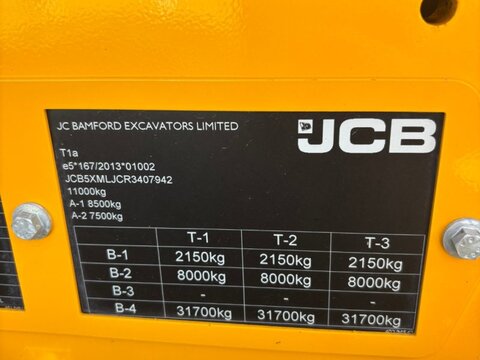 JC BAMFORD EXCAVATORS LIMITED
JCB
T1a
e5*167/2013*01002
JCB5XMLJCR3407942
11000kg
A-1 8500kg
A-2 7500kg
T-1 T-2 T-3
B-1 2150kg 2150kg 2150kg
B-2 8000kg 8000kg 8000kg
B-3 - - -
B-4 31700kg 31700kg 31700kg